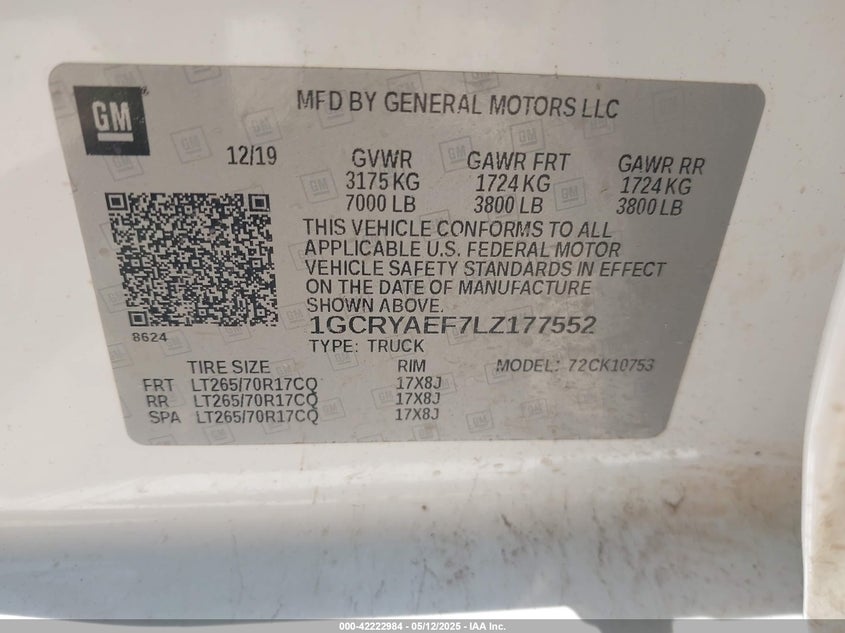 GM
MFD BY GENERAL MOTORS LLC
12/19
GVWR GAWR FRT GAWR RR
3175 KG 1724 KG 1724 KG
7000 LB 3800 LB 3800 LB
THIS VEHICLE CONFORMS TO ALL
APPLICABLE U.S. FEDERAL MOTOR
VEHICLE SAFETY STANDARDS IN EFFECT
ON THE DATE OF MANUFACTURE
SHOWN ABOVE.
8624
1GCRYAEF7LZ177552
TYPE: TRUCK
TIRE SIZE RIM MODEL: 72CK10753
FRT LT265/70R17CQ 17X8J
RR LT265/70R17CQ 17X8J
SPA LT265/70R17CQ 17X8J
000-42222984 - 05/12/2025 - IAA Inc.